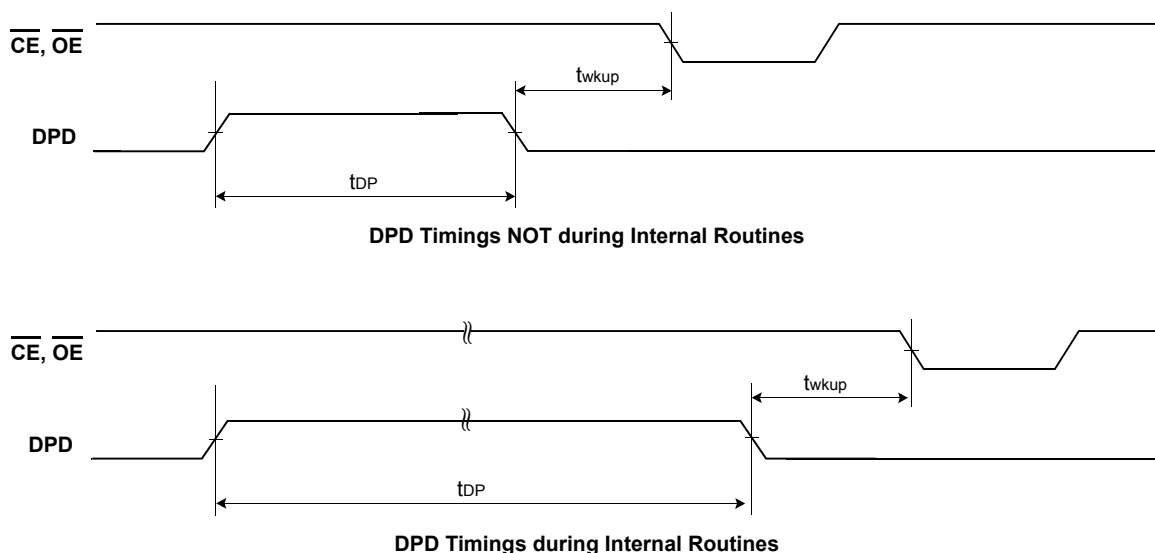 CE, OE
twkup
DPD
tDP
DPD Timings NOT during Internal Routines
CE, OE
twkup
DPD
tDP
DPD Timings during Internal Routines